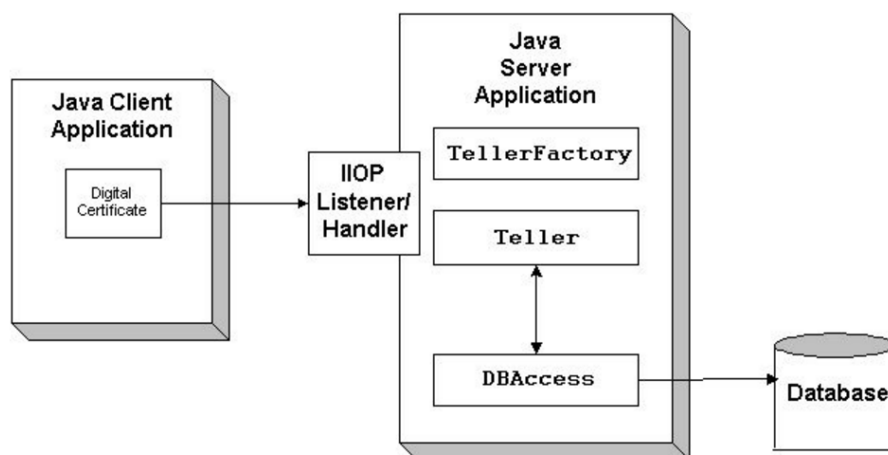 Java Client
Application
Digital
Certificate
IIOP
Listener/
Handler
Java
Server
Application
TellerFactory
Teller
DBAccess
Database